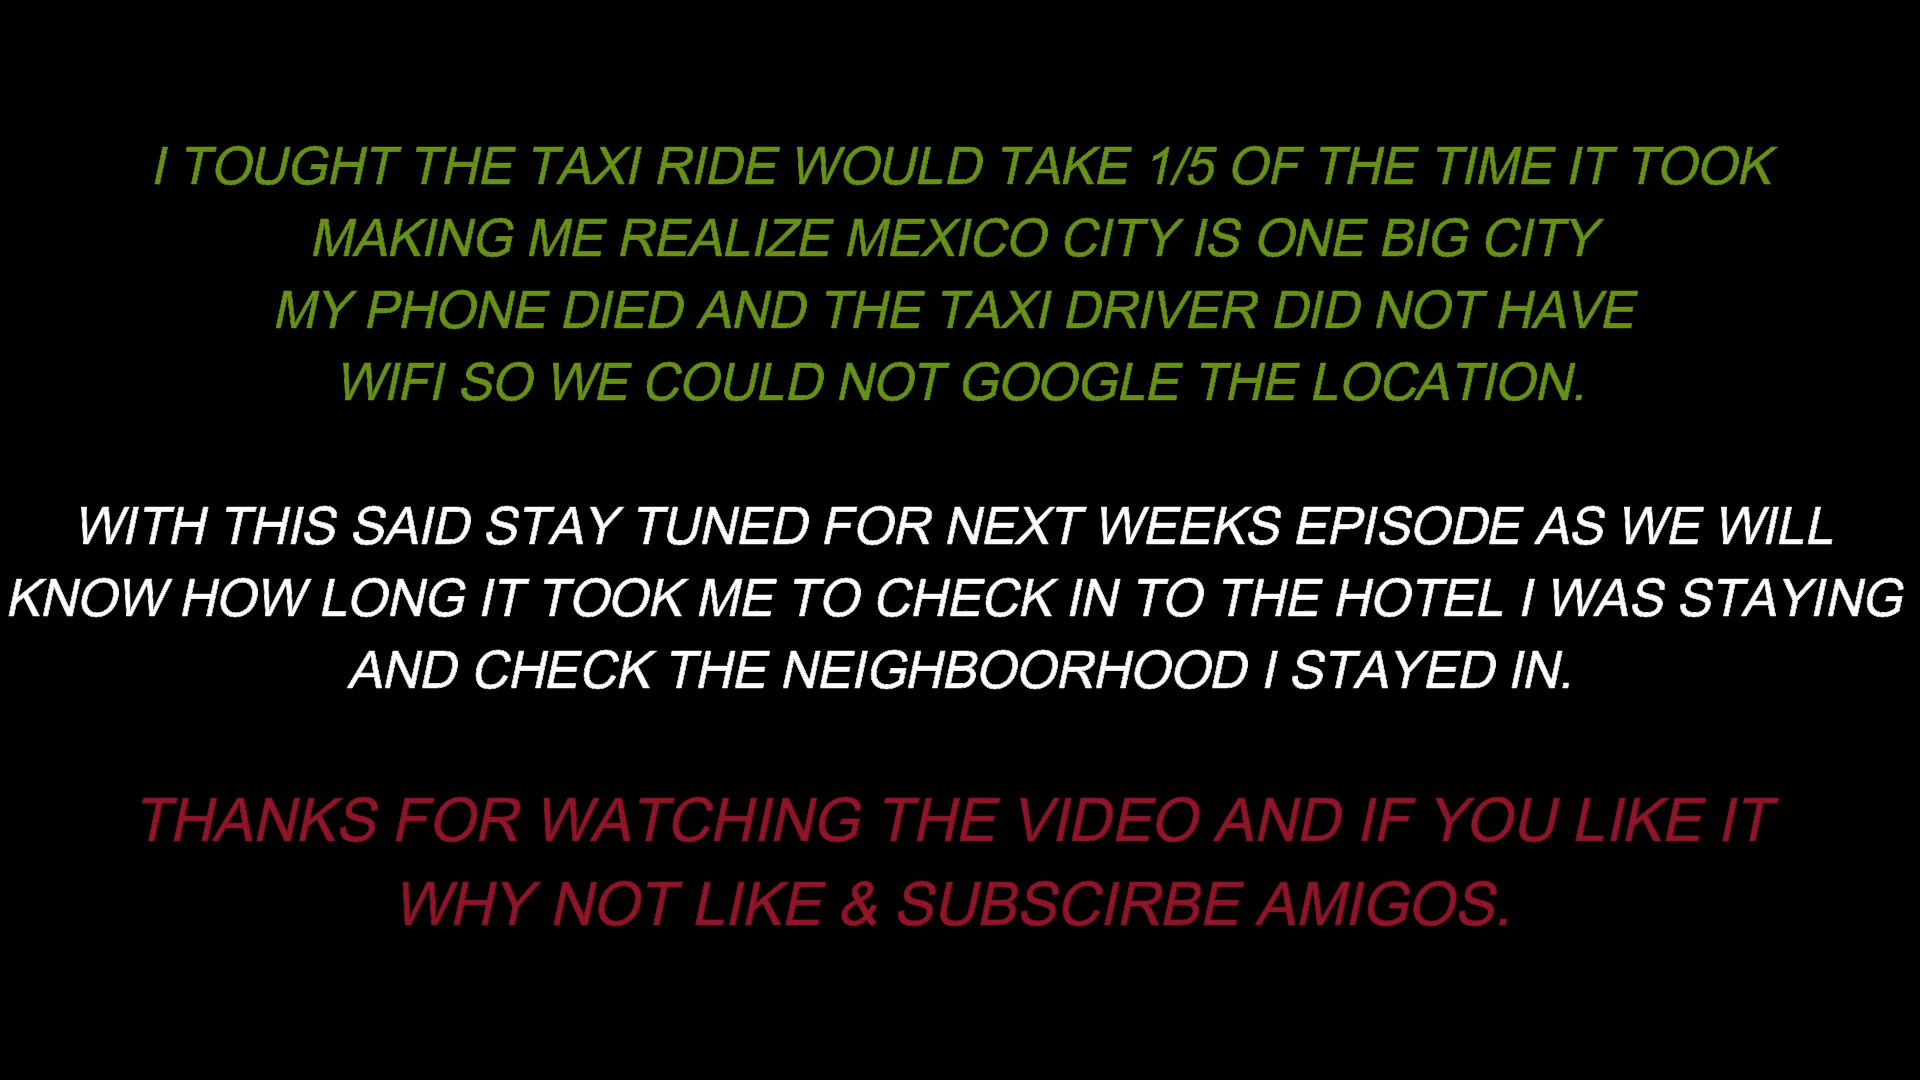 I TOUGHT THE TAXI RIDE WOULD TAKE 1/5 OF THE TIME IT TOOK
MAKING ME REALIZE MEXICO CITY IS ONE BIG CITY
MY PHONE DIED AND THE TAXI DRIVER DID NOT HAVE
WIFI SO WE COULD NOT GOOGLE THE LOCATION.
WITH THIS SAID STAY TUNED FOR NEXT WEEKS EPISODE AS WE WILL
KNOW HOW LONG IT TOOK ME TO CHECK IN TO THE HOTEL I WAS STAYING
AND CHECK THE NEIGHBOORHOOD I STAYED IN.
THANKS FOR WATCHING THE VIDEO AND IF YOU LIKE IT
WHY NOT LIKE & SUBSCIRBE AMIGOS.